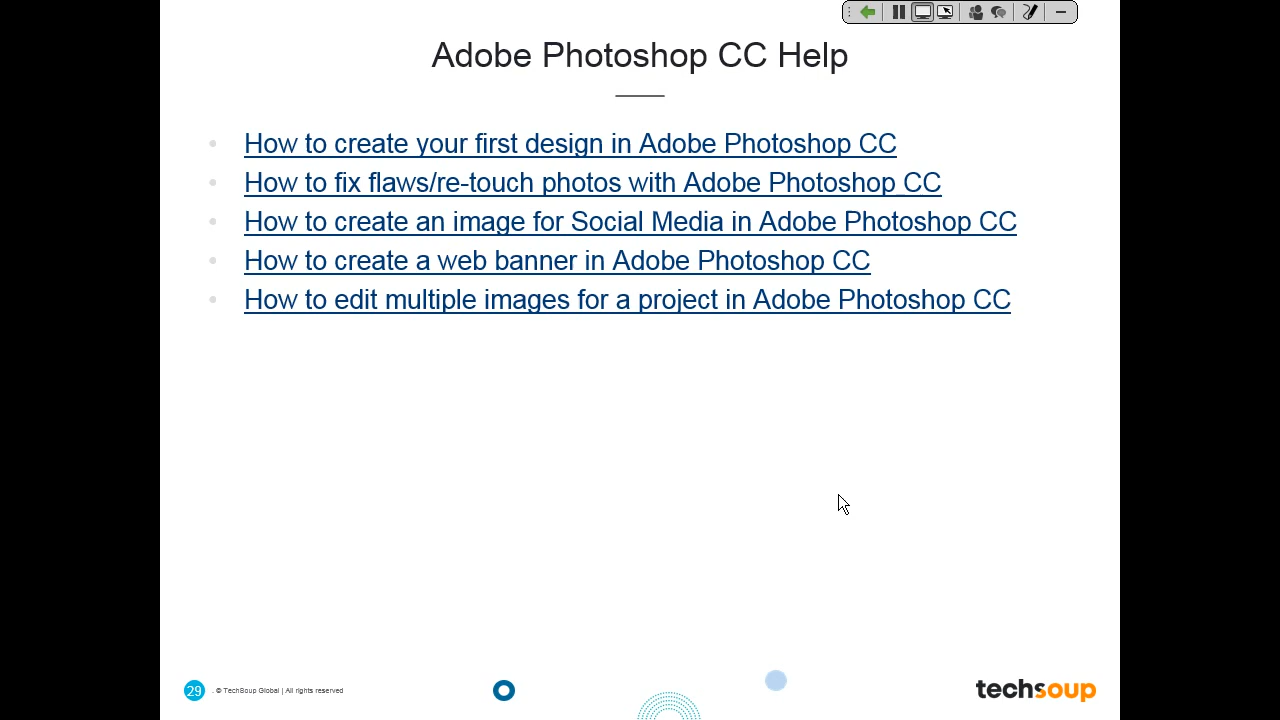 Adobe Photoshop CC Help
How to create your first design in Adobe Photoshop CC
How to fix flaws/re-touch photos with Adobe Photoshop CC
How to create an image for Social Media in Adobe Photoshop CC
How to create a web banner in Adobe Photoshop CC
How to edit multiple images for a project in Adobe Photoshop CC
29 . © TechSoup Global | All rights reserved
techsoup